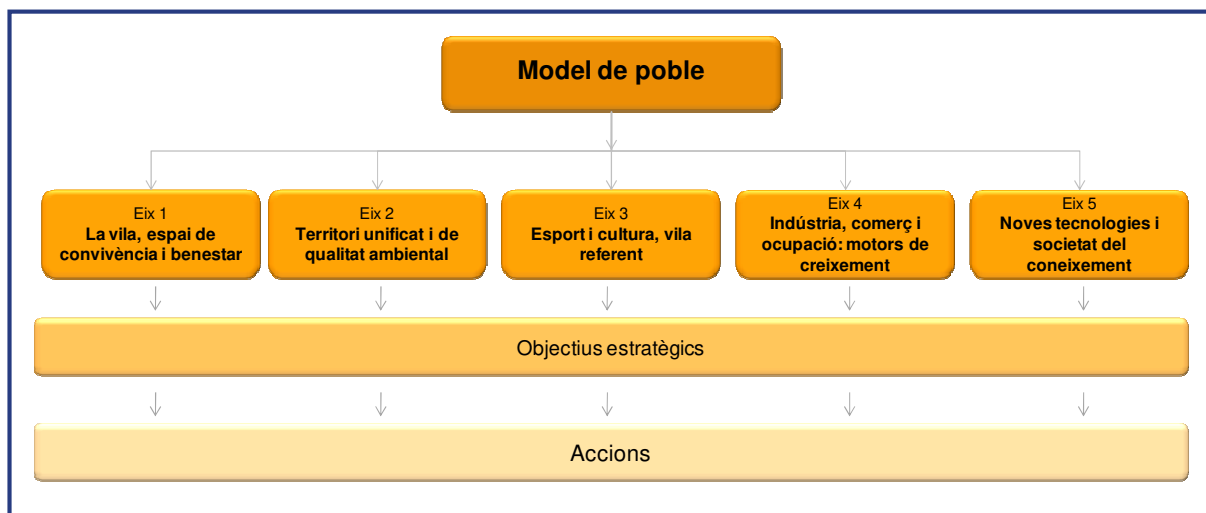 Model de poble
Eix 1
La vila, espai de
convivència i benestar
Eix 2
Territori unificat i de
qualitat ambiental
Eix 3
Esport i cultura, vila
referent
Eix 4
Indústria, comerç i
ocupació: motors de
creixement
Eix 5
Noves tecnologies i
societat del
coneixement
Objectius estratègics
Accions